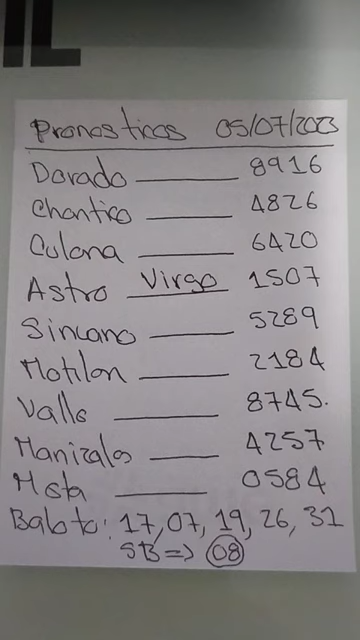 Pronosticos 05/07/2023
Dorado 8916
Chontico 4826
Culona 6420
Astro Virgo 1507
Sinuano 5289
Motilon 2184
Valle 8745.
Manizales 4257
Meta 0584
Baloto: 17, 07, 19, 26, 31
SB => 08